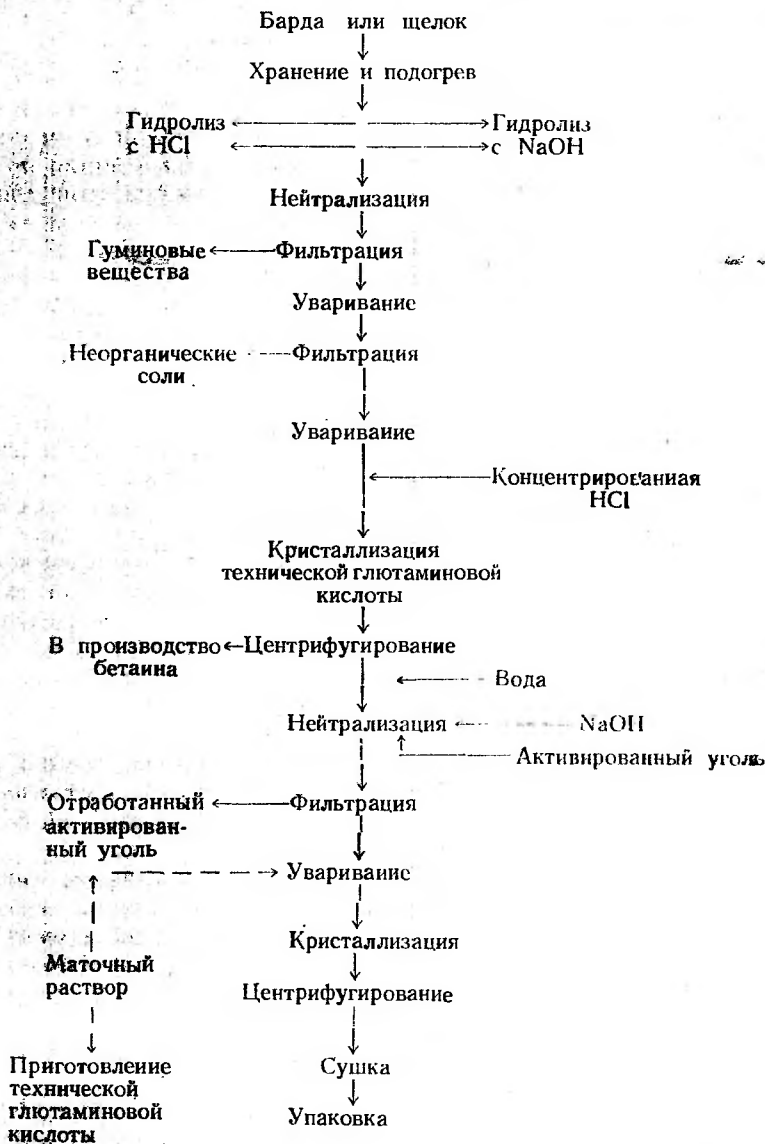 Барда или щелок
Хранение и подогрев
Гидролиз
с HCl
Гидролиз
с NaOH
Нейтрализация
Гуминовые
вещества
Фильтрация
Уваривание
Неорганические
соли
Фильтрация
Уваривание
Концентрированная
HCl
Кристаллизация
технической глютаминовой
кислоты
В производство
бетаина
Центрифугирование
Вода
Нейтрализация
NaOH
Активированный уголь
Отработанный
активирован-
ный уголь
Фильтрация
Уваривание
Кристаллизация
Маточный
раствор
Центрифугирование
Приготовление
технической
глютаминовой
кислоты
Сушка
Упаковка